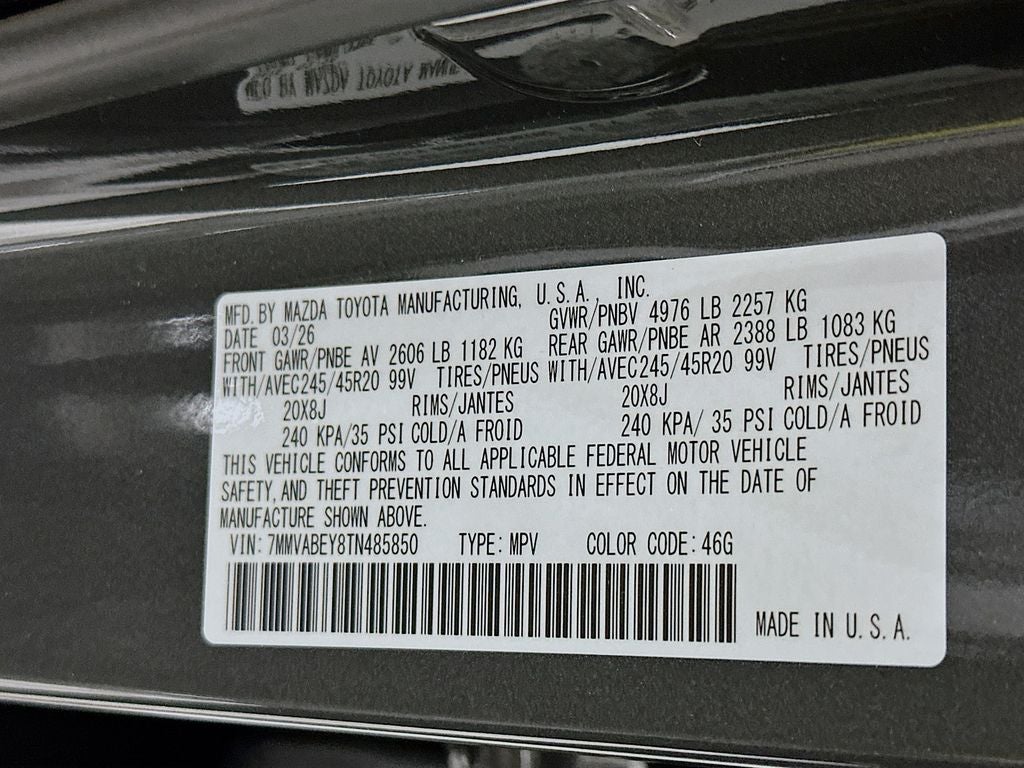 MFD. BY MAZDA TOYOTA MANUFACTURING, U.S.A., INC.
DATE 03/26 GVWR/PNBV 4976 LB 2257 KG
FRONT GAWR/PNBE AV 2606 LB 1182 KG REAR GAWR/PNBE AR 2388 LB 1083 KG
WITH/AVEC245/45R20 99V TIRES/PNEUS WITH/AVEC245/45R20 99V TIRES/PNEUS
20X8J RIMS/JANTES 20X8J RIMS/JANTES
240 KPA/35 PSI COLD/A FROID 240 KPA/ 35 PSI COLD/A FROID
THIS VEHICLE CONFORMS TO ALL APPLICABLE FEDERAL MOTOR VEHICLE
SAFETY, AND THEFT PREVENTION STANDARDS IN EFFECT ON THE DATE OF
MANUFACTURE SHOWN ABOVE.
VIN: 7MMVABEY8TN485850 TYPE: MPV COLOR CODE: 46G
MADE IN U.S.A.